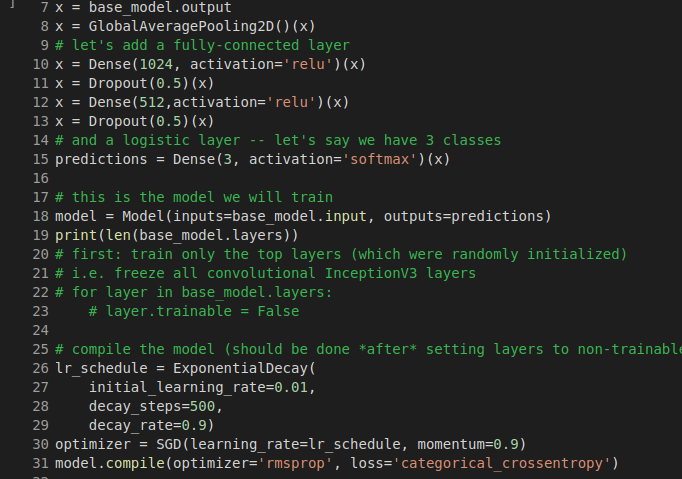 7 x = base_model.output
8 x = GlobalAveragePooling2D()(x)
9 # let's add a fully-connected layer
10 x = Dense(1024, activation='relu')(x)
11 x = Dropout(0.5)(x)
12 x = Dense(512,activation='relu')(x)
13 x = Dropout(0.5)(x)
14 # and a logistic layer -- let's say we have 3 classes
15 predictions = Dense(3, activation='softmax')(x)
16
17 # this is the model we will train
18 model = Model(inputs=base_model.input, outputs=predictions)
19 print(len(base_model.layers))
20 # first: train only the top layers (which were randomly initialized)
21 # i.e. freeze all convolutional InceptionV3 layers
22 # for layer in base_model.layers:
23     # layer.trainable = False
24
25 # compile the model (should be done *after* setting layers to non-trainable
26 lr_schedule = ExponentialDecay(
27     initial_learning_rate=0.01,
28     decay_steps=500,
29     decay_rate=0.9)
30 optimizer = SGD(learning_rate=lr_schedule, momentum=0.9)
31 model.compile(optimizer='rmsprop', loss='categorical_crossentropy')